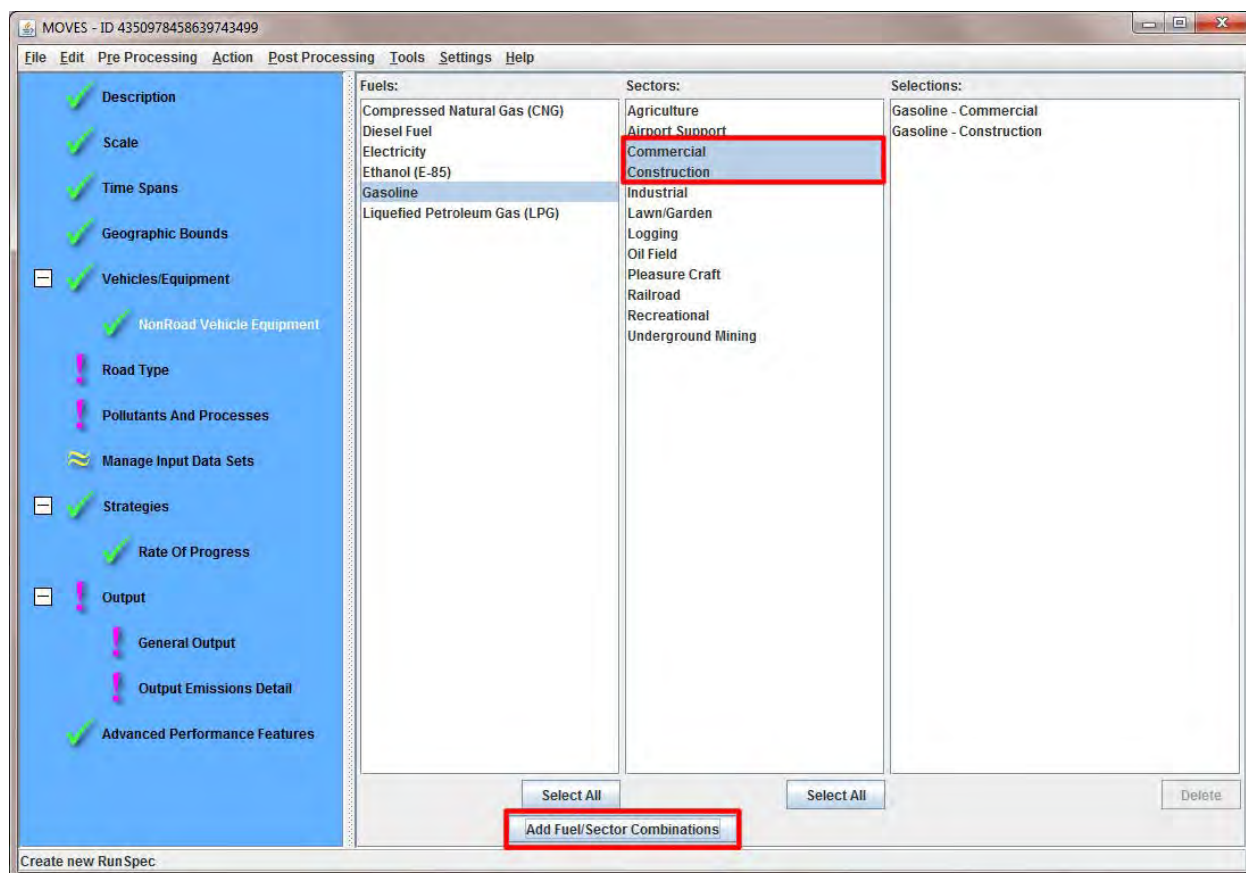 MOVES - ID 4350978458639743499
File Edit Pre Processing Action Post Processing Tools Settings Help
Description
Scale
Time Spans
Geographic Bounds
Vehicles/Equipment
NonRoad Vehicle Equipment
Road Type
Pollutants And Processes
Manage Input Data Sets
Strategies
Rate Of Progress
Output
General Output
Output Emissions Detail
Advanced Performance Features
Fuels:
Compressed Natural Gas (CNG)
Diesel Fuel
Electricity
Ethanol (E-85)
Gasoline
Liquefied Petroleum Gas (LPG)
Select All
Sectors:
Agriculture
Airport Support
Commercial
Construction
Industrial
Lawn/Garden
Logging
Oil Field
Pleasure Craft
Railroad
Recreational
Underground Mining
Select All
Selections:
Gasoline - Commercial
Gasoline - Construction
Delete
Add Fuel/Sector Combinations
Create new RunSpec